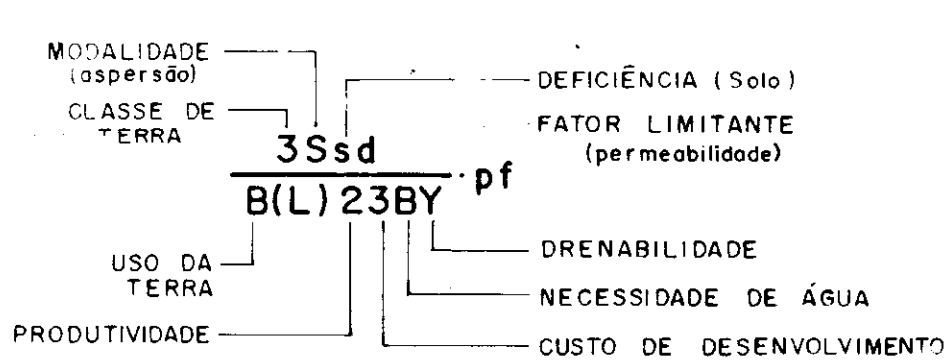 MODALIDADE
(aspersão)
DEFICIÊNCIA (Solo)
CLASSE DE
TERRA
FATOR LIMITANTE
(permeabilidade)
3Ssd
B(L)23BY
. pf
USO DA
TERRA
DRENABILIDADE
NECESSIDADE DE ÁGUA
PRODUTIVIDADE
CUSTO DE DESENVOLVIMENTO